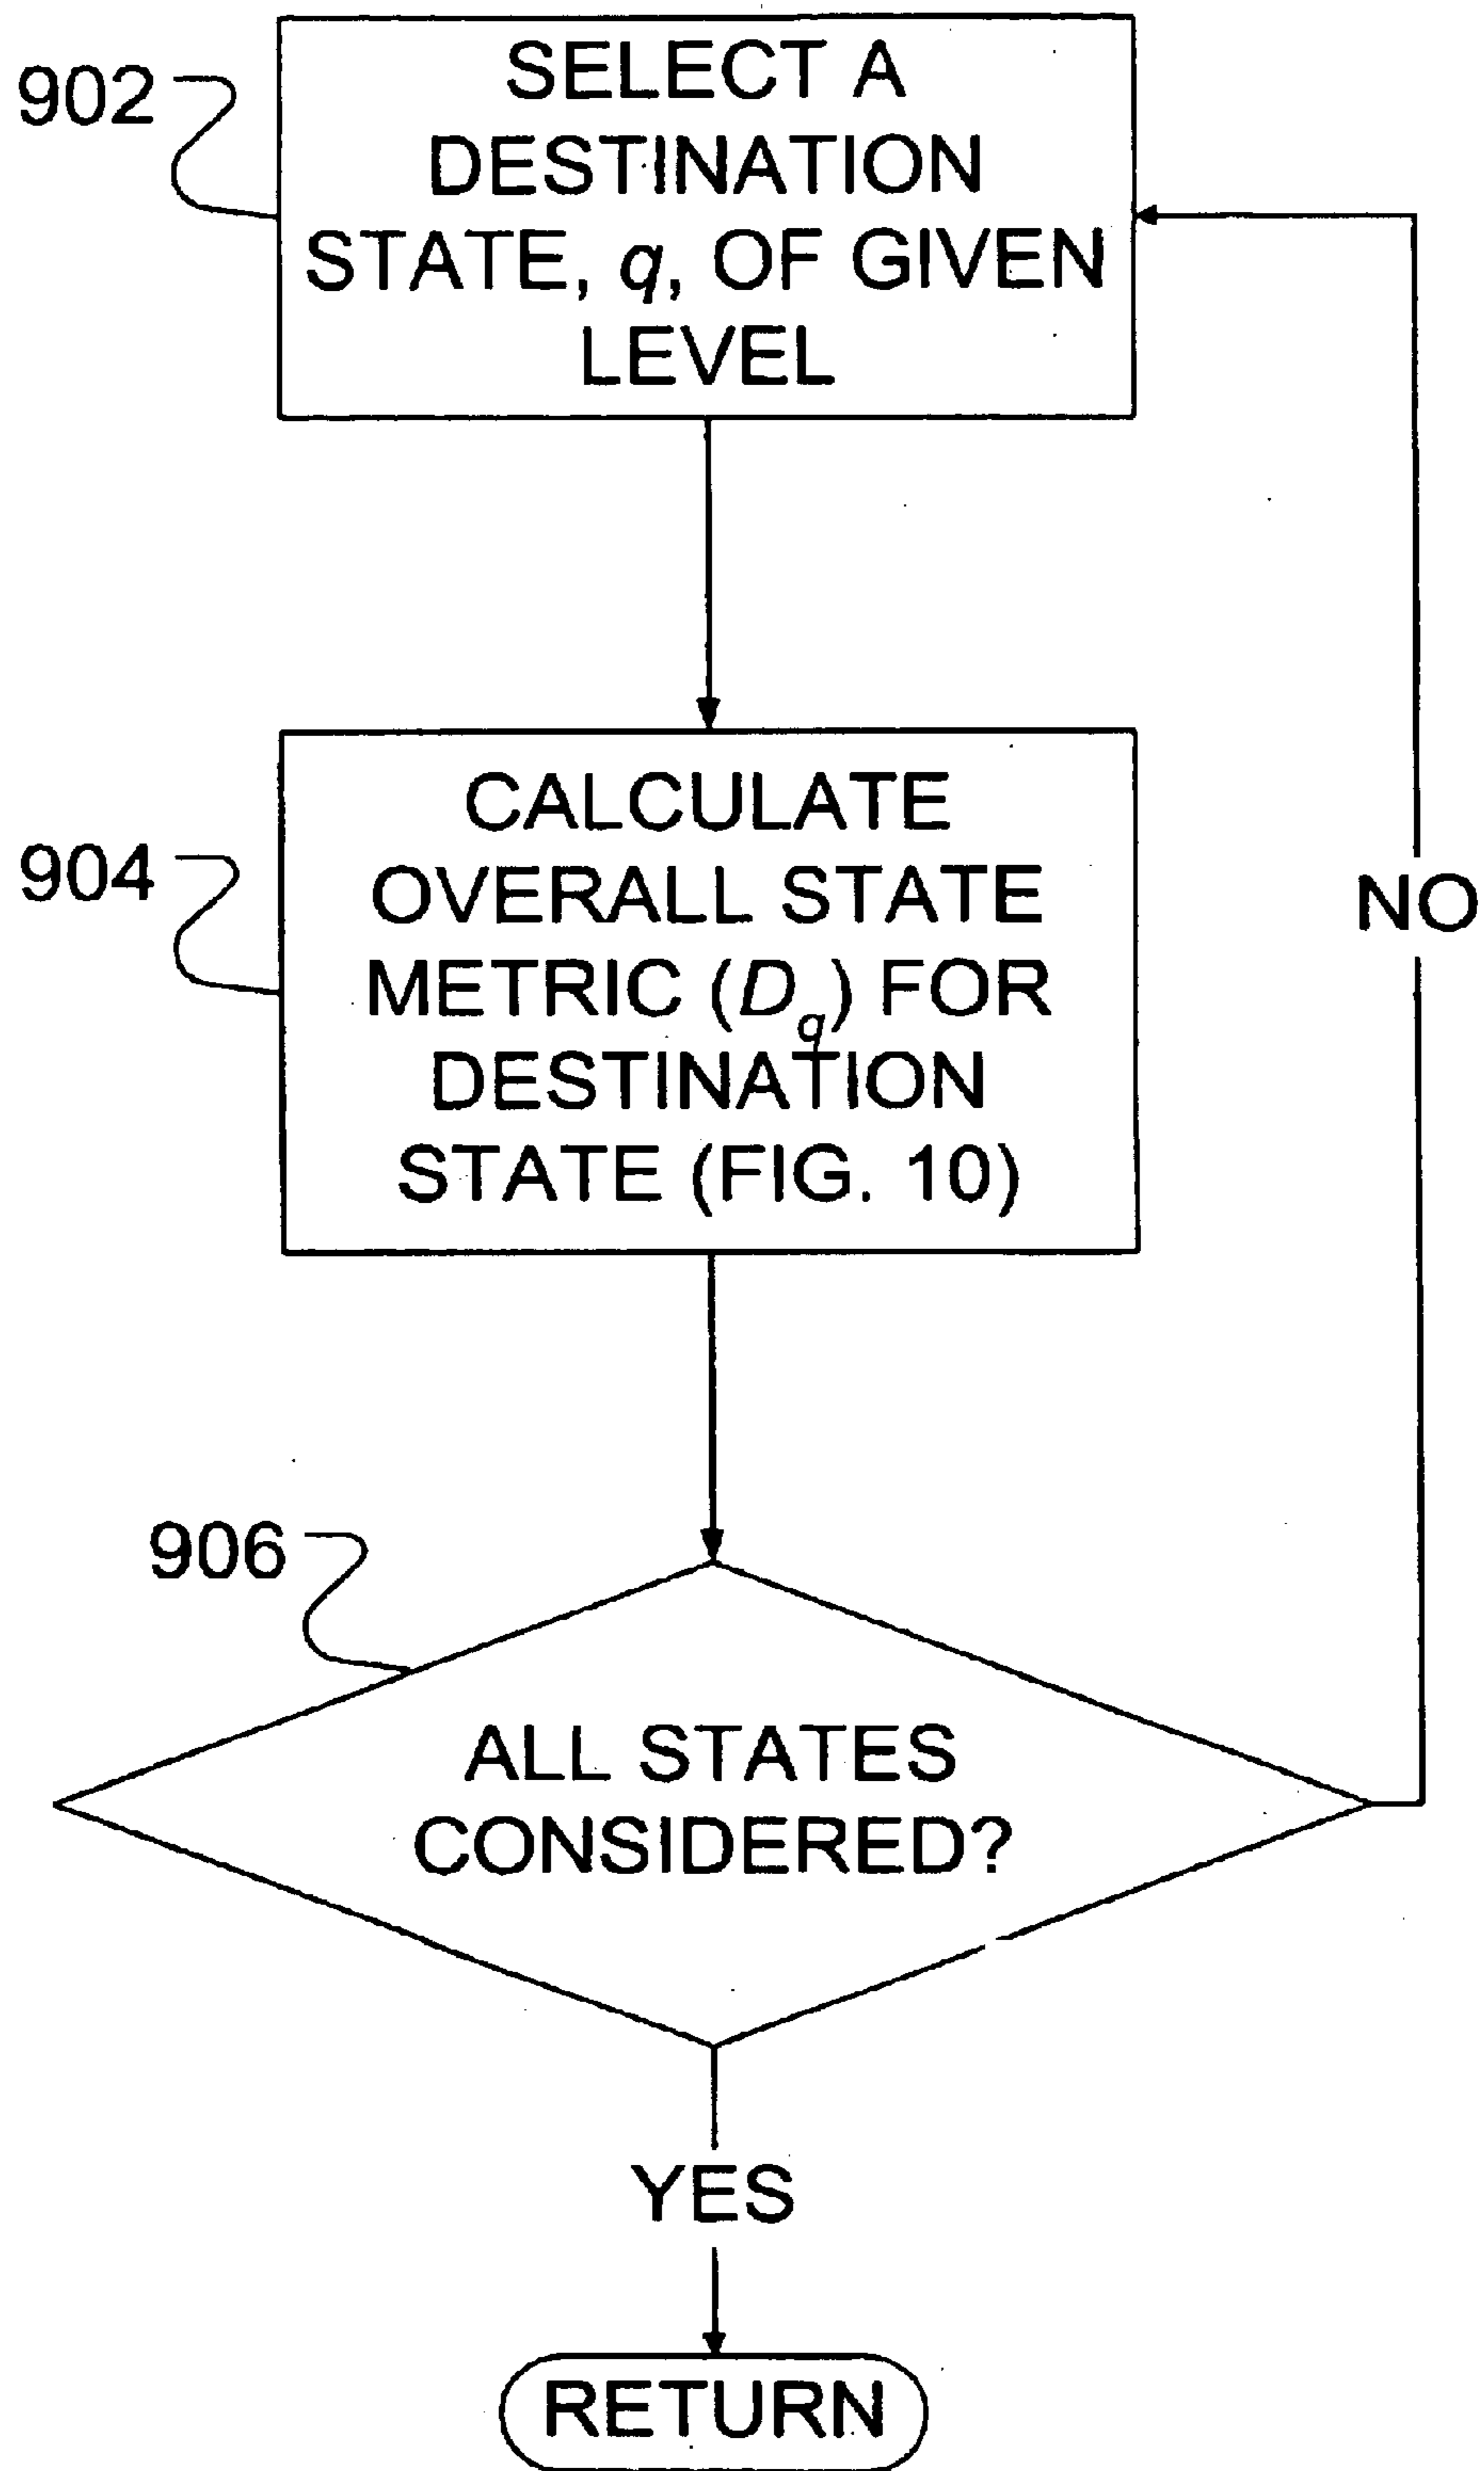 902
SELECT A
DESTINATION
STATE, q, OF GIVEN
LEVEL
904
CALCULATE
OVERALL STATE
METRIC (Dq) FOR
DESTINATION
STATE (FIG. 10)
NO
906
ALL STATES
CONSIDERED?
YES
RETURN